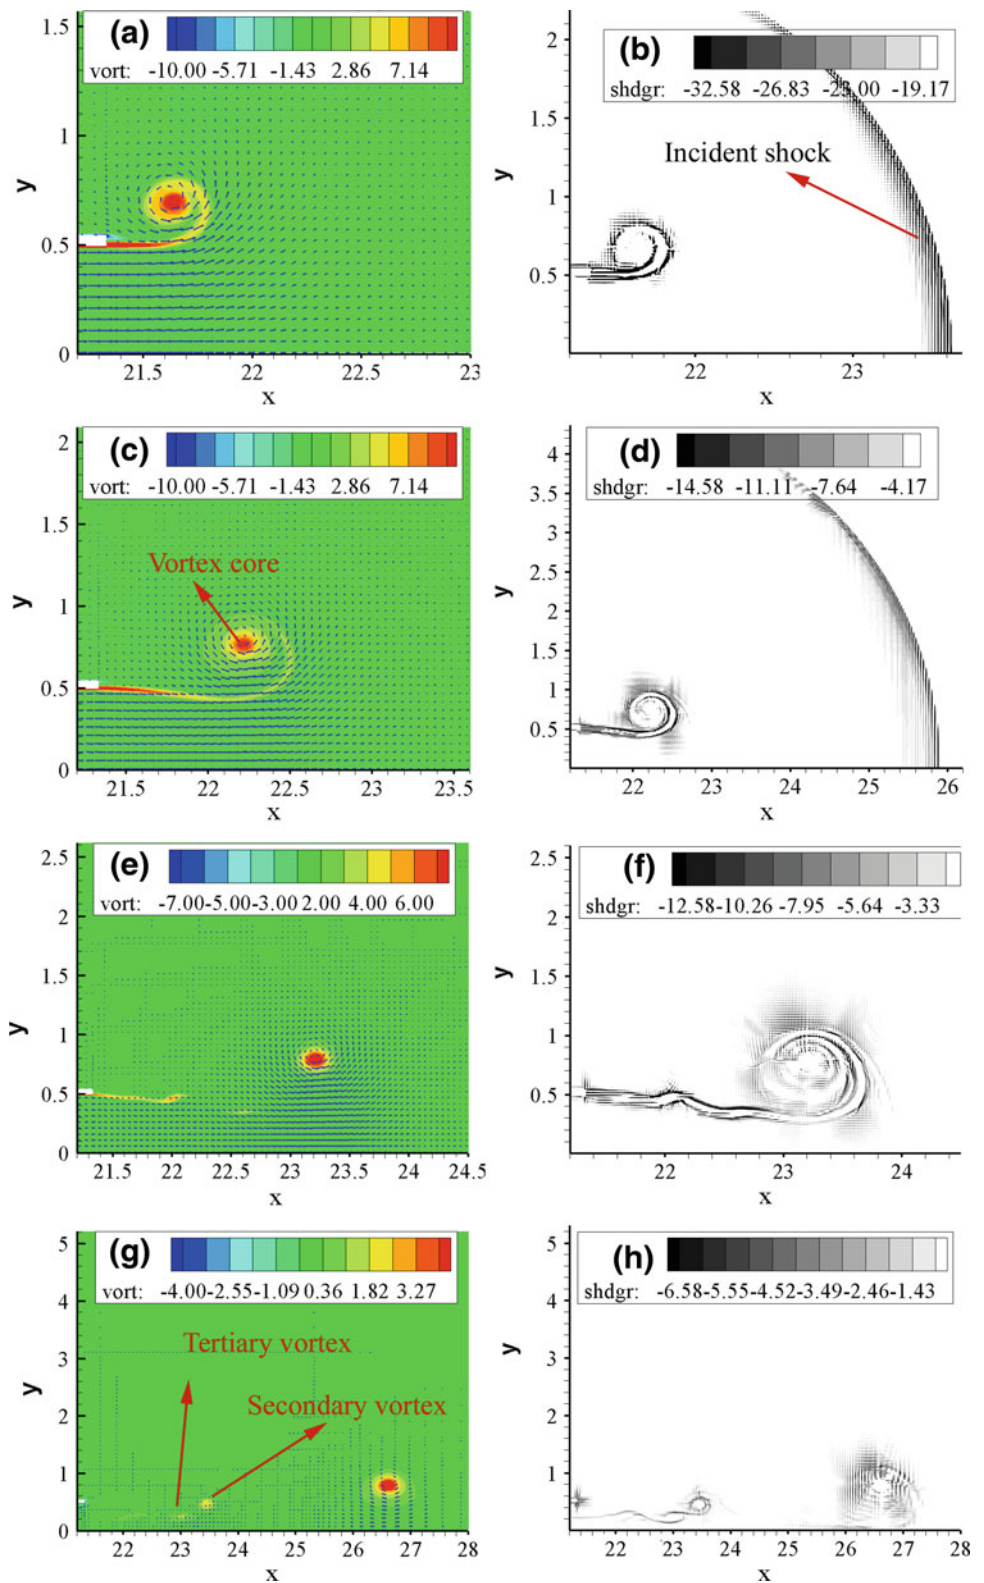 (a)
vort: -10.00 -5.71 -1.43 2.86 7.14
y
1
0.5
0
21.5 22 22.5 23
x
(b)
shdgr: -32.58 -26.83 -23.00 -19.17
Incident shock
y
2
1.5
1
0.5
22 23
x
(c)
vort: -10.00 -5.71 -1.43 2.86 7.14
Vortex core
y
2
1.5
1
0.5
0
21.5 22 22.5 23 23.5
x
(d)
shdgr: -14.58 -11.11 -7.64 -4.17
y
4
3.5
3
2.5
2
1.5
1
0.5
22 23 24 25 26
x
(e)
vort: -7.00 -5.00 -3.00 2.00 4.00 6.00
y
2.5
2
1.5
1
0.5
0
21.5 22 22.5 23 23.5 24 24.5
x
(f)
shdgr: -12.58 -10.26 -7.95 -5.64 -3.33
y
2.5
2
1.5
1
0.5
22 23 24
x
(g)
vort: -4.00 -2.55 -1.09 0.36 1.82 3.27
Tertiary vortex
Secondary vortex
y
5
4
3
2
1
0
22 23 24 25 26 27 28
x
(h)
shdgr: -6.58 -5.55 -4.52 -3.49 -2.46 -1.43
y
5
4
3
2
1
22 23 24 25 26 27 28
x